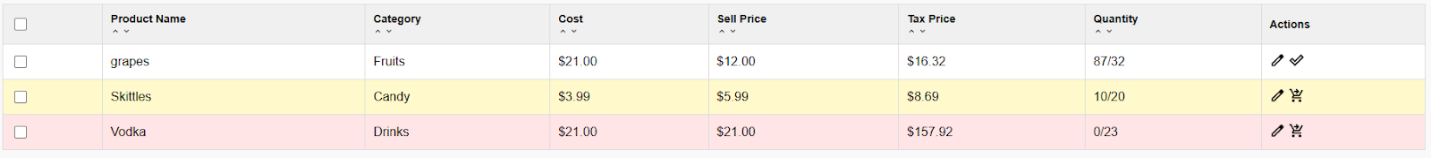 Product Name Category Cost Sell Price Tax Price Quantity Actions
grapes Fruits $21.00 $12.00 $16.32 87/32
Skittles Candy $3.99 $5.99 $8.69 10/20
Vodka Drinks $21.00 $21.00 $157.92 0/23